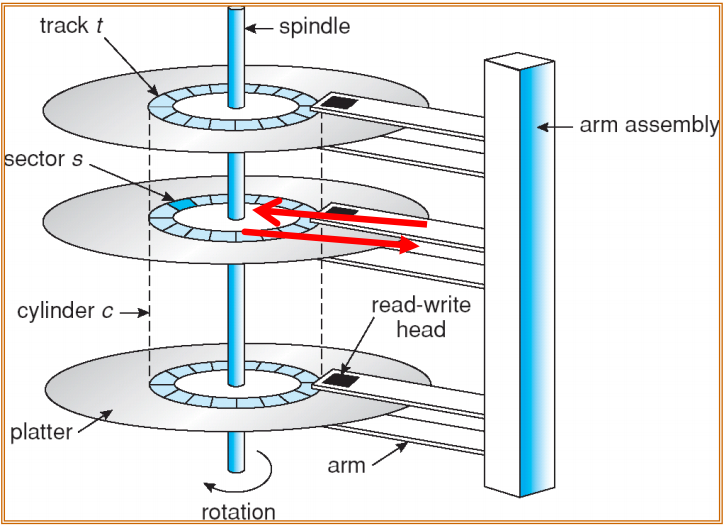 track t
spindle
arm assembly
sector s
cylinder c
read-write
head
platter
arm
rotation